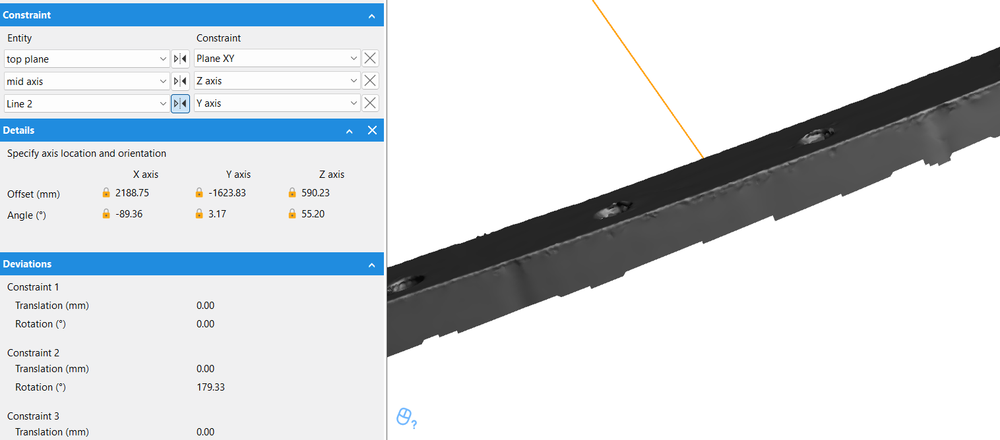 Constraint
Entity Constraint
top plane Plane XY
mid axis Z axis
Line 2 Y axis
Details
Specify axis location and orientation
X axis Y axis Z axis
Offset (mm) 2188.75 -1623.83 590.23
Angle (°) -89.36 3.17 55.20
Deviations
Constraint 1
Translation (mm) 0.00
Rotation (°) 0.00
Constraint 2
Translation (mm) 0.00
Rotation (°) 179.33
Constraint 3
Translation (mm) 0.00
?